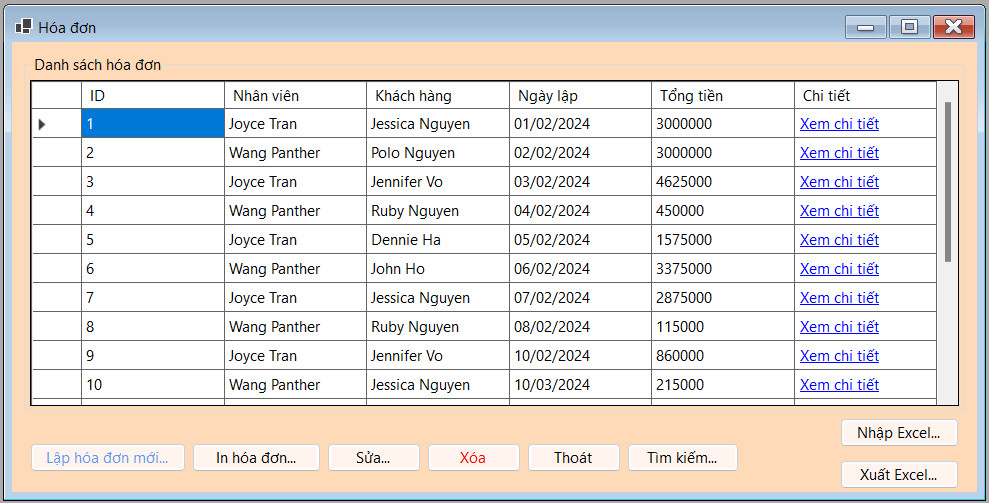 Hóa đơn
Danh sách hóa đơn
ID Nhân viên Khách hàng Ngày lập Tổng tiền Chi tiết
1 Joyce Tran Jessica Nguyen 01/02/2024 3000000 Xem chi tiết
2 Wang Panther Polo Nguyen 02/02/2024 3000000 Xem chi tiết
3 Joyce Tran Jennifer Vo 03/02/2024 4625000 Xem chi tiết
4 Wang Panther Ruby Nguyen 04/02/2024 450000 Xem chi tiết
5 Joyce Tran Dennie Ha 05/02/2024 1575000 Xem chi tiết
6 Wang Panther John Ho 06/02/2024 3375000 Xem chi tiết
7 Joyce Tran Jessica Nguyen 07/02/2024 2875000 Xem chi tiết
8 Wang Panther Ruby Nguyen 08/02/2024 115000 Xem chi tiết
9 Joyce Tran Jennifer Vo 10/02/2024 860000 Xem chi tiết
10 Wang Panther Jessica Nguyen 10/03/2024 215000 Xem chi tiết
Nhập Excel...
Lập hóa đơn mới... In hóa đơn... Sửa... Xóa Thoát Tìm kiếm...
Xuất Excel...